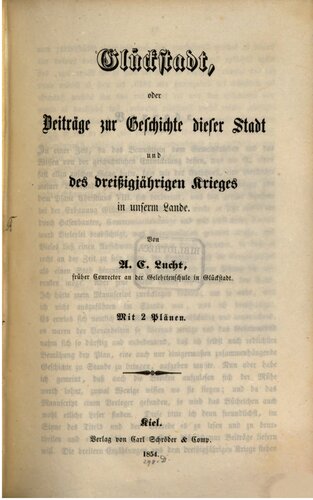 Glückstadt,
oder
Beiträge zur Geschichte dieser Stadt
und
des dreißigjährigen Krieges
in unserm Lande.
Von
A. C. Lucht,
früher Conrector an der Gelehrtenschule in Glückstadt.
Mit 2 Plänen.
Kiel.
Verlag von Carl Schröder & Comp.
1854.